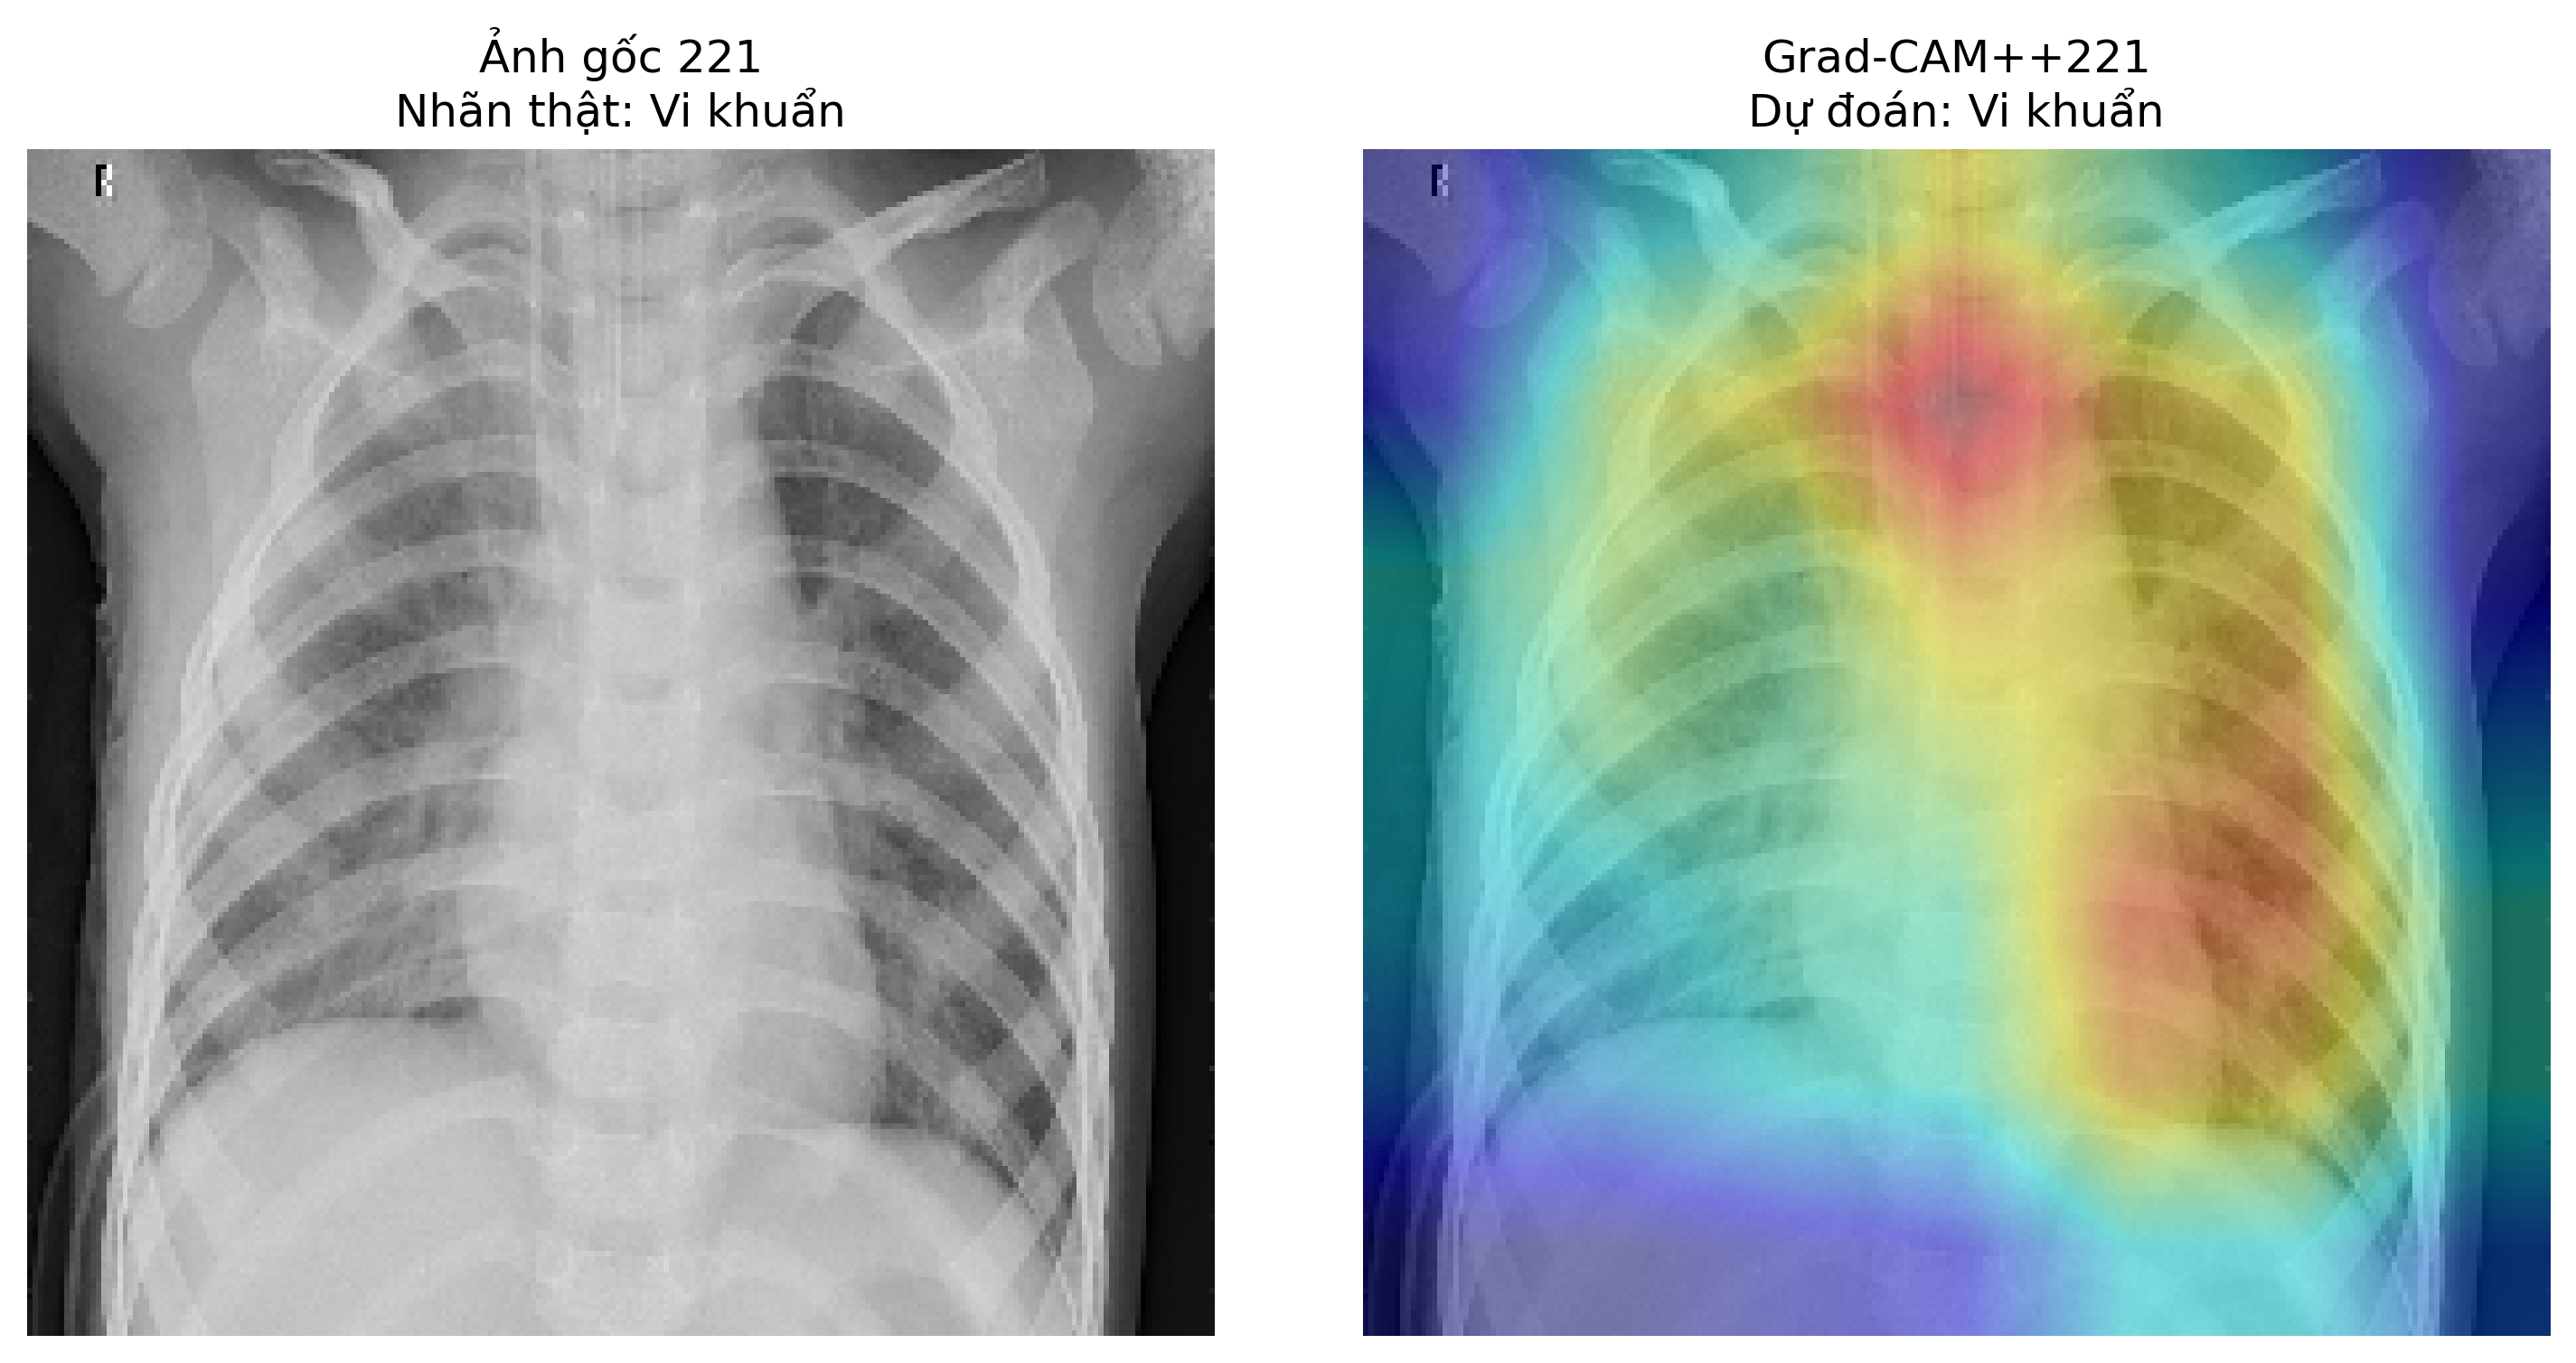 Ảnh gốc 221
Nhãn thật: Vi khuẩn
Grad-CAM++221
Dự đoán: Vi khuẩn
R